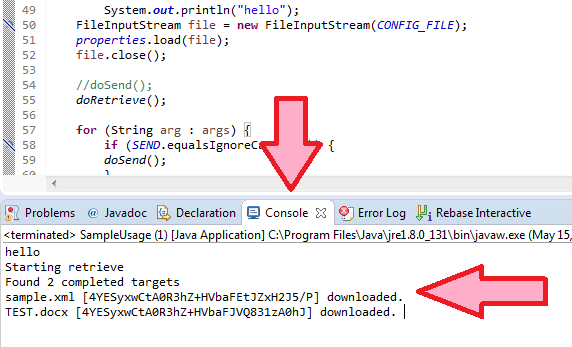 49 System.out.println("hello");
50 FileInputStream file = new FileInputStream(CONFIG_FILE);
51 properties.load(file);
52 file.close();
53
54 //doSend();
55 doRetrieve();
56
57 for (String arg : args) {
58 if (SEND.equalsIgnoreCa )) {
59 doSend();
60 }
Problems @ Javadoc Declaration Console Error Log Rebase Interactive
<terminated> SampleUsage (1) [Java Application] C:\Program Files\Java\jre1.8.0_131\bin\javaw.exe (May 15,
hello
Starting retrieve
Found 2 completed targets
sample.xml [4YESyxwCtA0R3hZ+HVbaFEtJZxH2J5/P] downloaded.
TEST.docx [4YESyxwCtA0R3hZ+HVbaFJVQ831zA0hJ] downloaded.